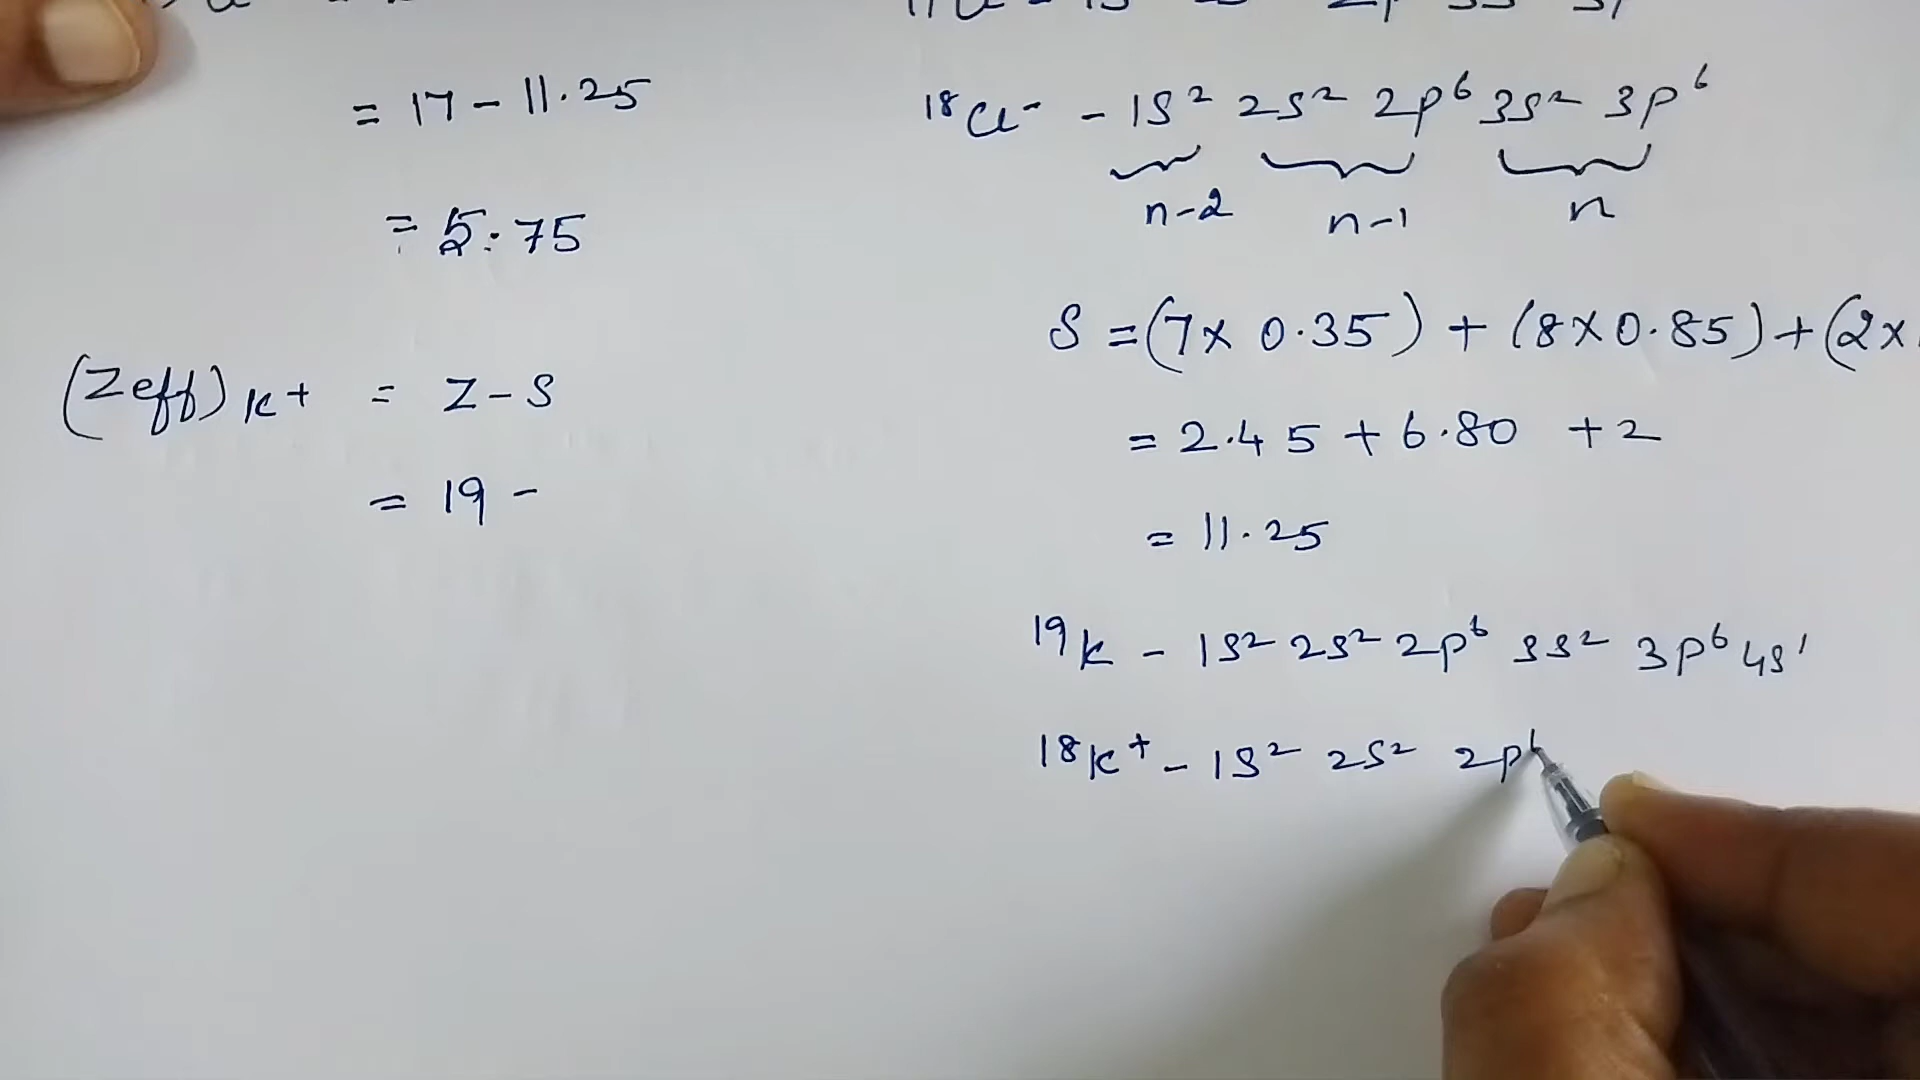 = 17 - 11.25
= 5.75
(Zeff) K+ = Z - S
= 19 -
18Cl- - 1S² 2S² 2p⁶ 3S² 3p⁶
n-2 n-1 n
S = (7 x 0.35) + (8 x 0.85) + (2 x
= 2.45 + 6.80 + 2
= 11.25
19K - 1S² 2S² 2p⁶ 3S² 3p⁶ 4S¹
18K+ - 1S² 2S² 2p⁶